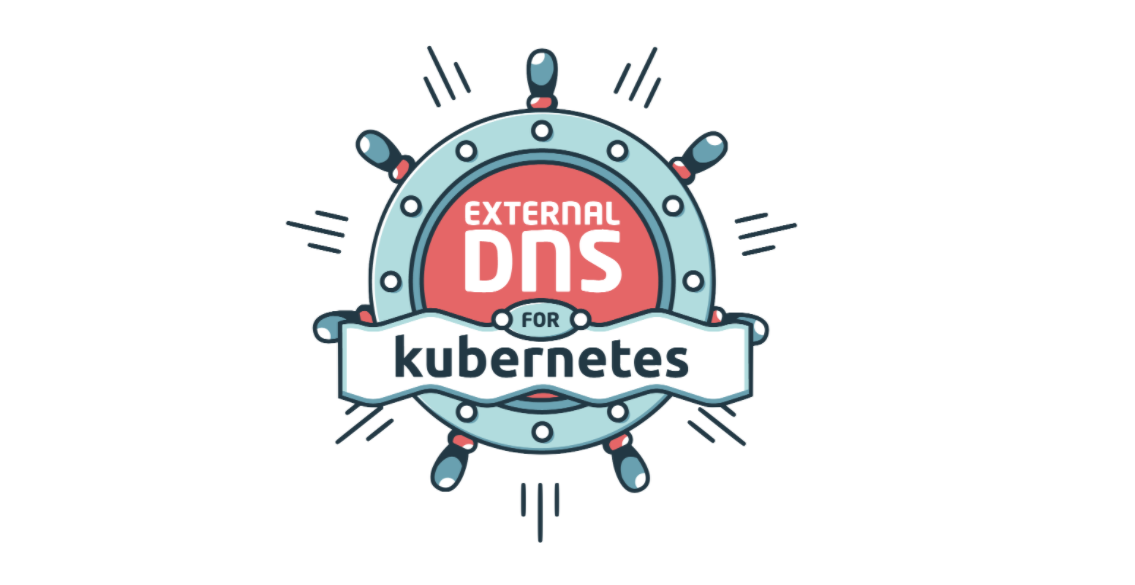 EXTERNAL
DNS
FOR
kubernetes